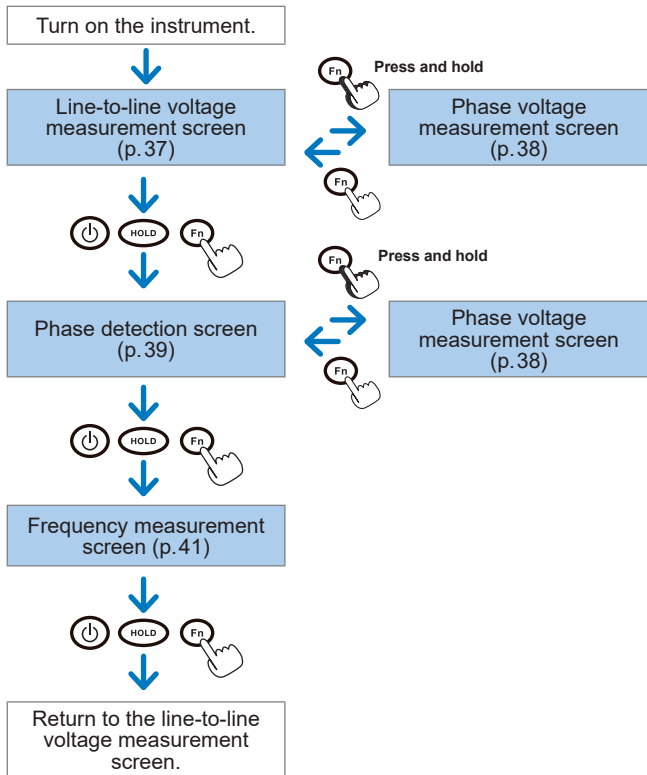 Turn on the instrument.
Fn
Press and hold
Line-to-line voltage
measurement screen
(p.37)
Phase voltage
measurement screen
(p.38)
Fn
HOLD
Fn
Fn
Press and hold
Phase detection screen
(p.39)
Phase voltage
measurement screen
(p.38)
Fn
HOLD
Fn
Frequency measurement
screen (p.41)
HOLD
Fn
Return to the line-to-line
voltage measurement
screen.